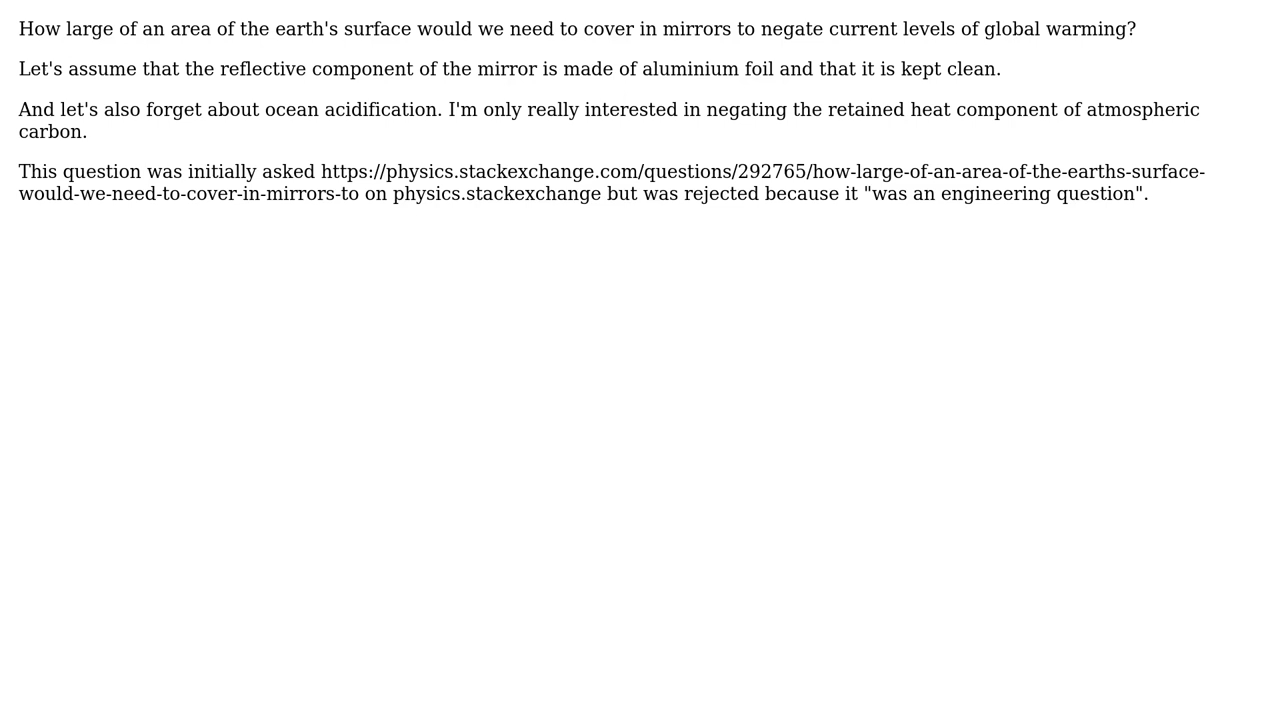 How large of an area of the earth's surface would we need to cover in mirrors to negate current levels of global warming?
Let's assume that the reflective component of the mirror is made of aluminium foil and that it is kept clean.
And let's also forget about ocean acidification. I'm only really interested in negating the retained heat component of atmospheric
carbon.
This question was initially asked https://physics.stackexchange.com/questions/292765/how-large-of-an-area-of-the-earths-surface-
would-we-need-to-cover-in-mirrors-to on physics.stackexchange but was rejected because it "was an engineering question".